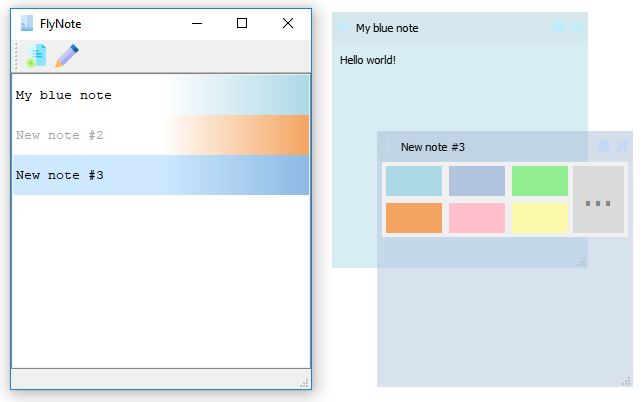 FlyNote
My blue note
New note #2
New note #3
My blue note
Hello world!
New note #3
...